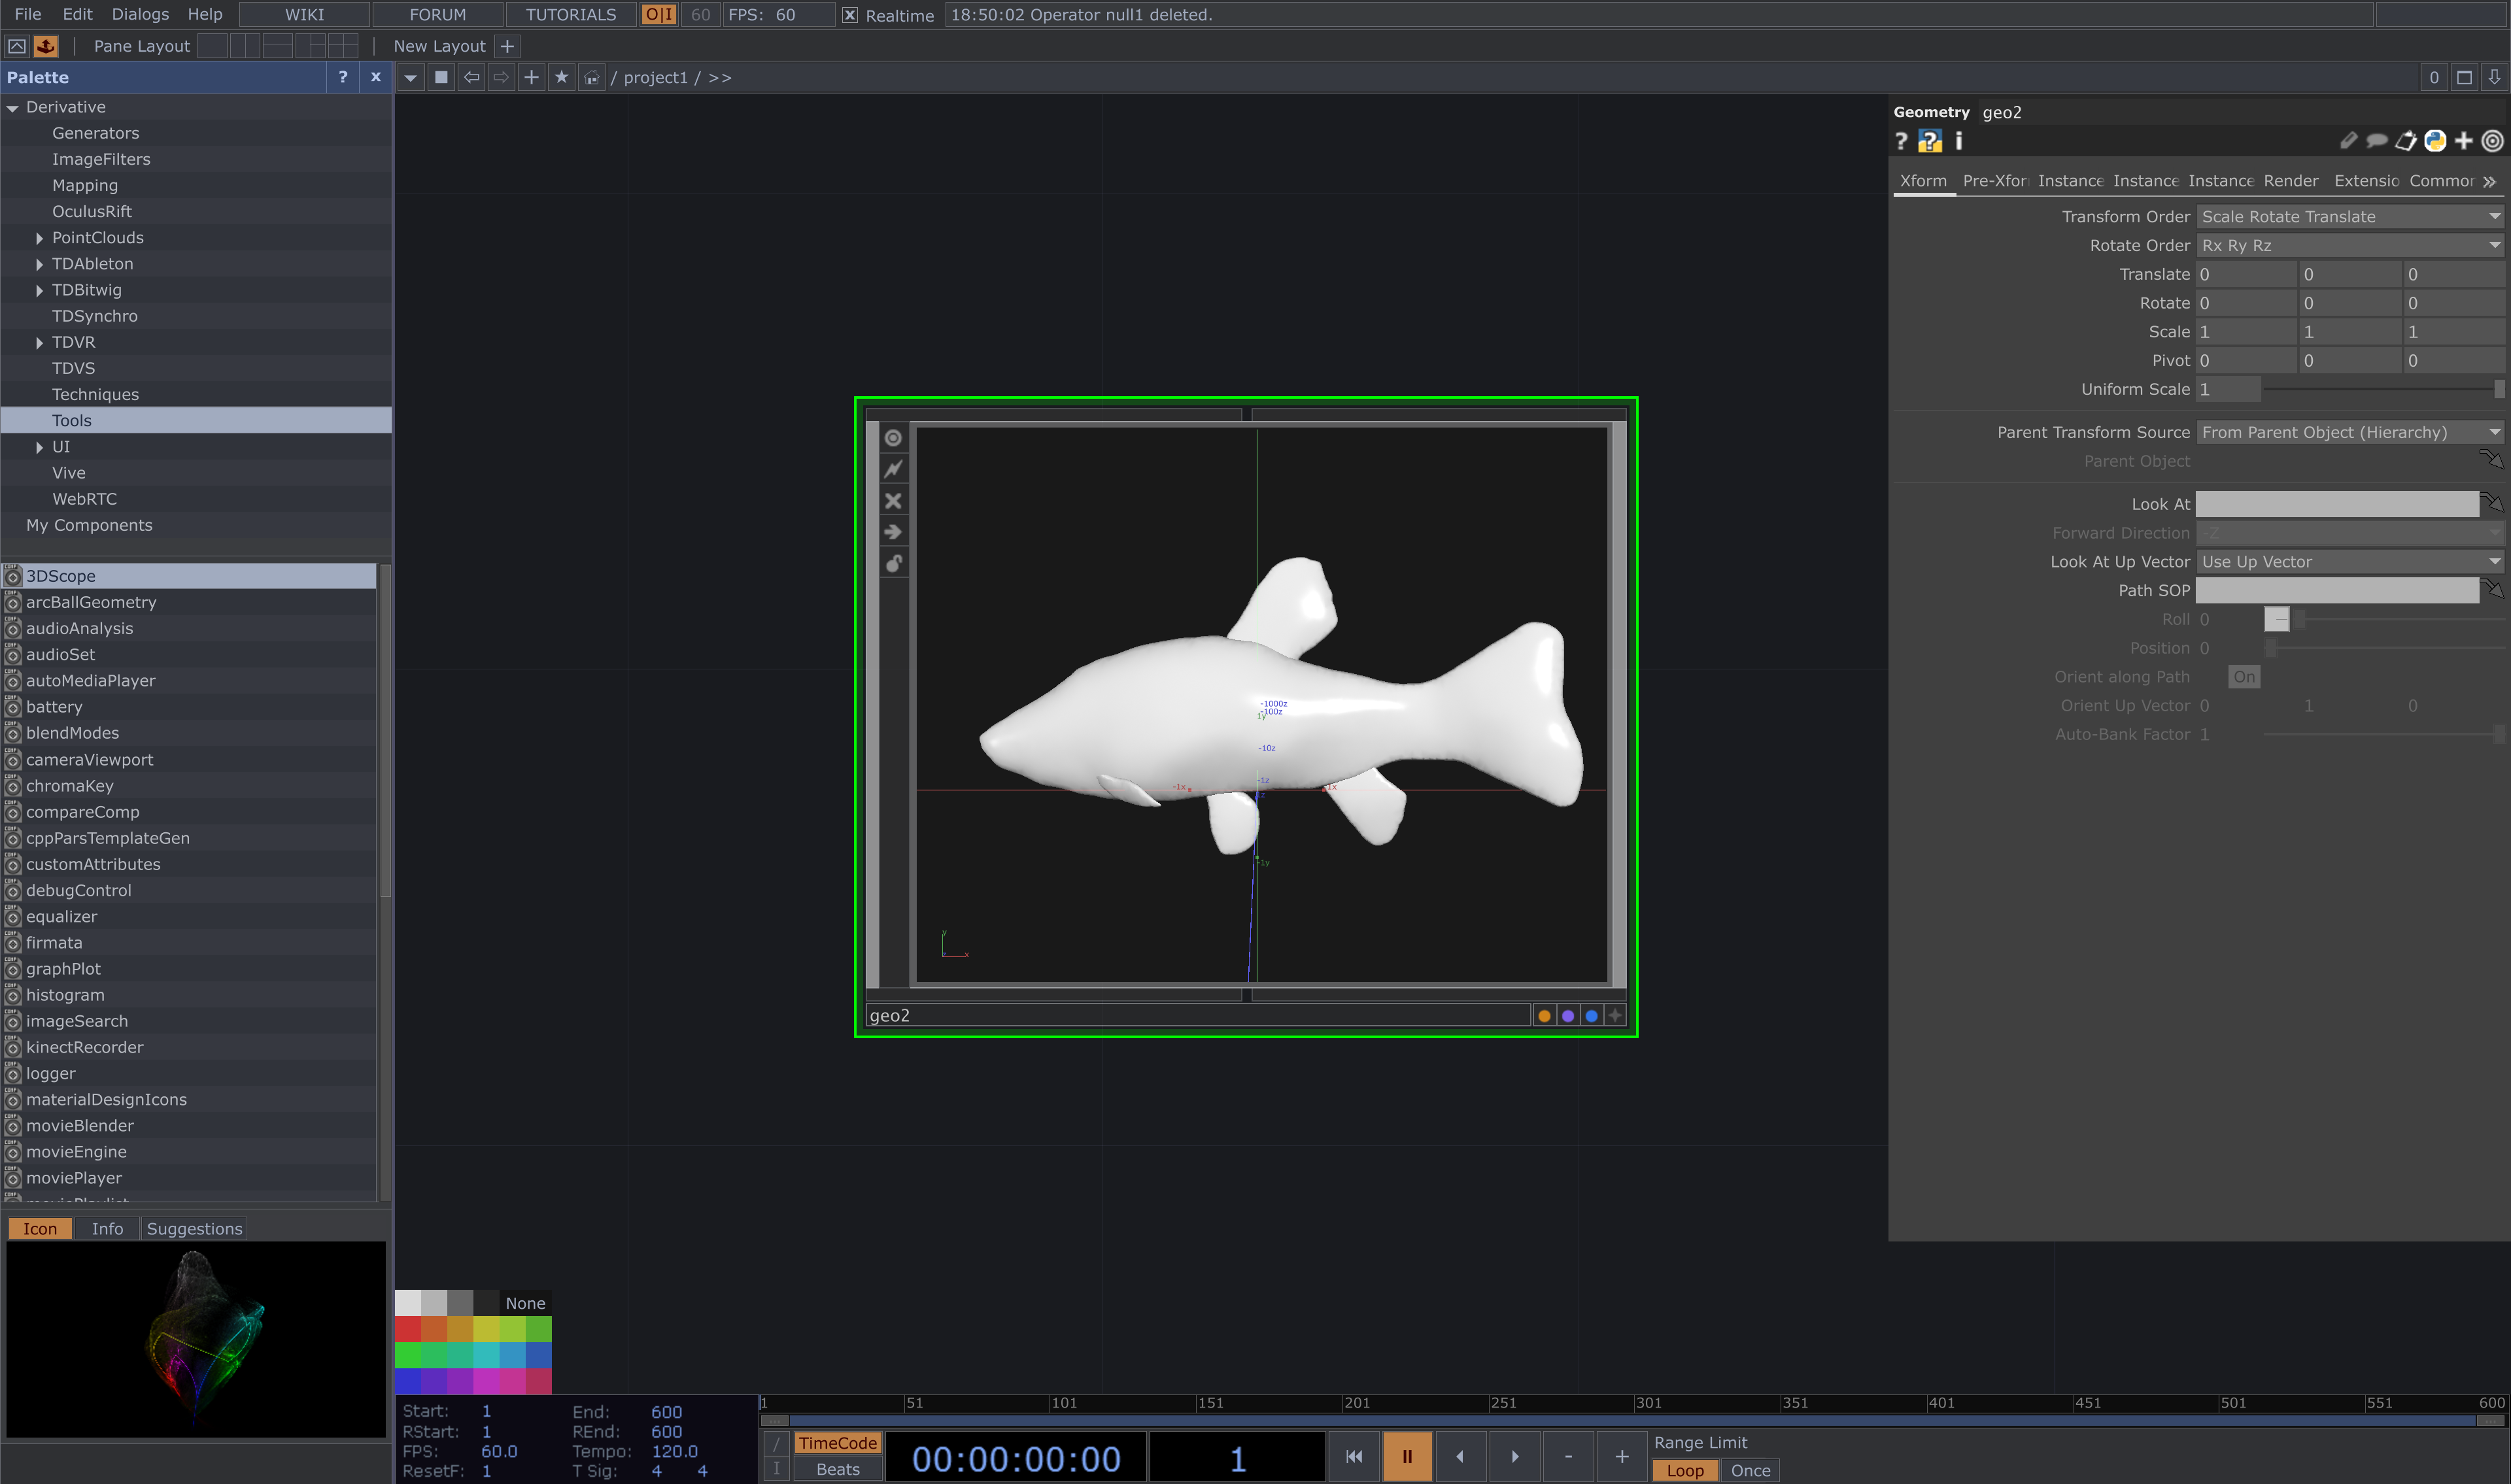 File Edit Dialogs Help WIKI FORUM TUTORIALS O|I 60 FPS: 60 x Realtime 18:50:02 Operator null1 deleted.
Pane Layout New Layout +
Palette ? x
/ project1 / >> 0
Derivative
Generators
ImageFilters
Mapping
OculusRift
PointClouds
TDAbleton
TDBitwig
TDSynchro
TDVR
TDVS
Techniques
Tools
UI
Vive
WebRTC
My Components
3DScope
arcBallGeometry
audioAnalysis
audioSet
autoMediaPlayer
battery
blendModes
cameraViewport
chromaKey
compareComp
cppParsTemplateGen
customAttributes
debugControl
equalizer
firmata
graphPlot
histogram
imageSearch
kinectRecorder
logger
materialDesignIcons
movieBlender
movieEngine
moviePlayer
Icon Info Suggestions
-1000z
-100z
1y
-10z
-1z
-1x 1x
-1y
y
x
geo2
Geometry geo2
? ? i
Xform Pre-Xfor Instance Instance Instance Render Extensio Common
Transform Order Scale Rotate Translate
Rotate Order Rx Ry Rz
Translate 0 0 0
Rotate 0 0 0
Scale 1 1 1
Pivot 0 0 0
Uniform Scale 1
Parent Transform Source From Parent Object (Hierarchy)
Parent Object
Look At
Forward Direction -Z
Look At Up Vector Use Up Vector
Path SOP
Roll 0
Position 0
Orient along Path On
Orient Up Vector 0 1 0
Auto-Bank Factor 1
None
Start: 1 End: 600
RStart: 1 REnd: 600
FPS: 60.0 Tempo: 120.0
ResetF: 1 T Sig: 4 4
1 51 101 151 201 251 301 351 401 451 501 551 600
/ I
TimeCode
Beats
00:00:00:00 1
- +
Range Limit
Loop Once